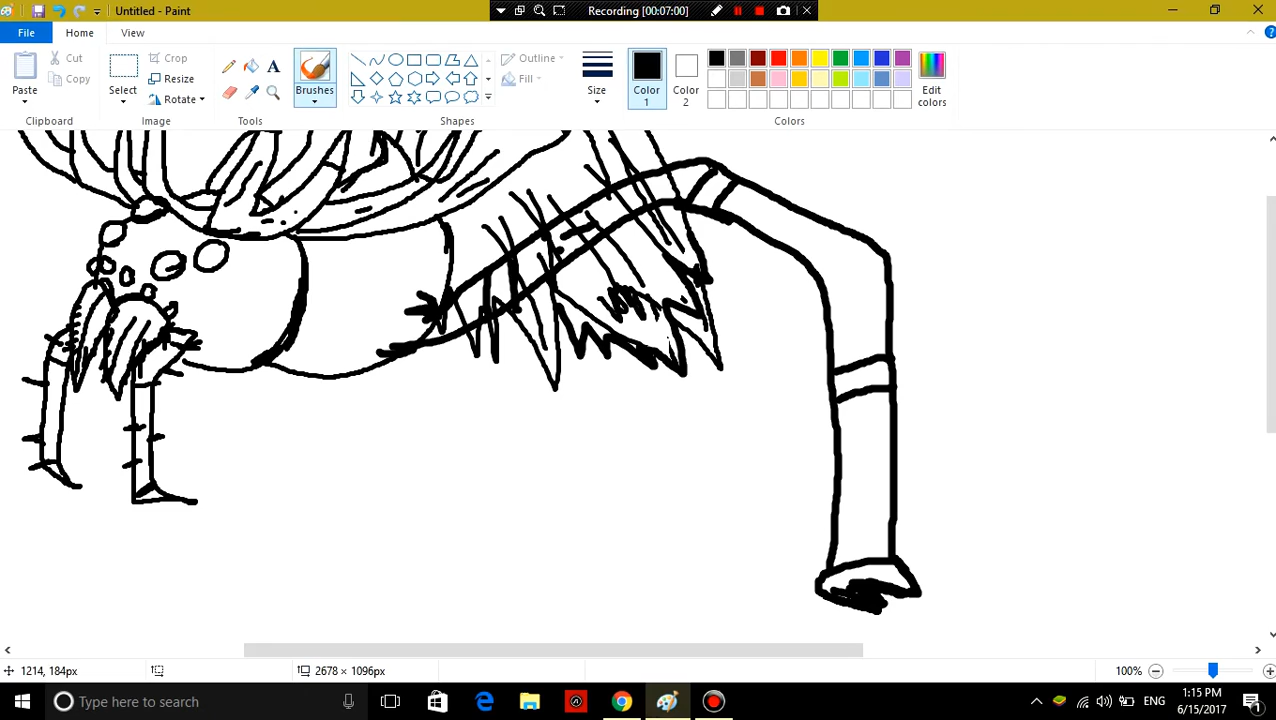 Untitled - Paint
Recording [00:07:00]
File
Home
View
Paste
Cut
Copy
Clipboard
Select
Crop
Resize
Rotate
Image
A
Tools
Brushes
Outline
Fill
Shapes
Size
Color 1
Color 2
Edit colors
Colors
1214, 184px
2678 × 1096px
100%
Type here to search
ENG
1:15 PM
6/15/2017
1